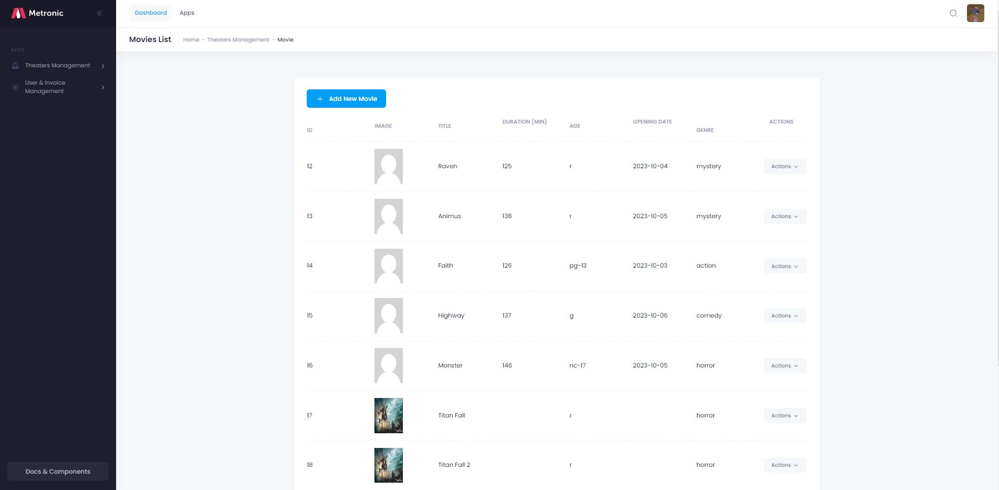 Metronic
Dashboard
Apps
Movies List
Home - Theaters Management - Movie
APPS
Theaters Management
User & Invoice
Management
Docs & Components
Add New Movie
ID IMAGE TITLE DURATION (MIN) AGE OPENING DATE GENRE ACTIONS
12 Raven 125 r 2023-10-04 mystery Actions
13 Animus 138 r 2023-10-05 mystery Actions
14 Faith 126 pg-13 2023-10-03 action Actions
15 Highway 137 g 2023-10-06 comedy Actions
16 Monster 146 nc-17 2023-10-05 horror Actions
17 Titan Fall r horror Actions
18 Titan Fall 2 r horror Actions